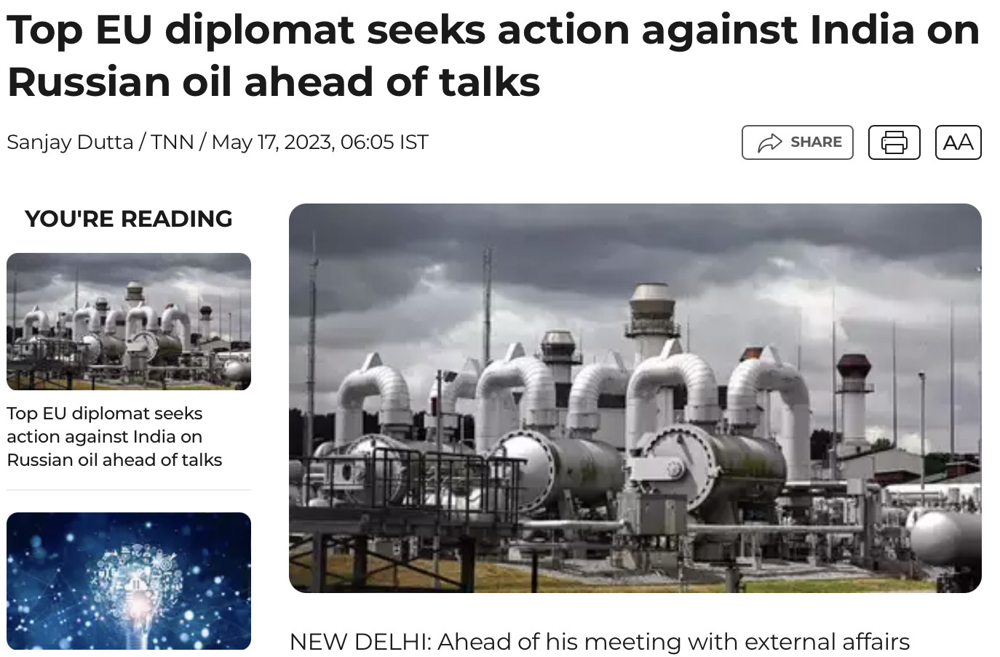 Top EU diplomat seeks action against India on
Russian oil ahead of talks
Sanjay Dutta / TNN / May 17, 2023, 06:05 IST
SHARE
AA
YOU'RE READING
Top EU diplomat seeks
action against India on
Russian oil ahead of talks
NEW DELHI: Ahead of his meeting with external affairs